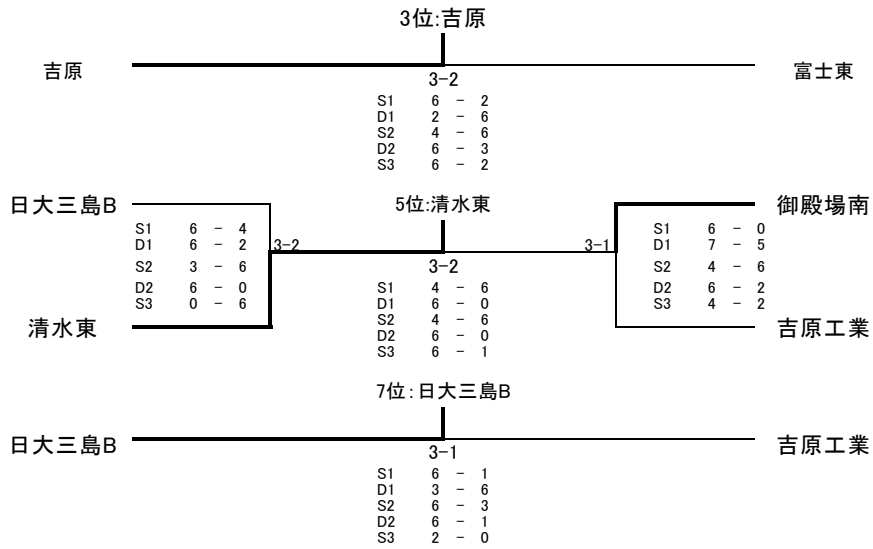 3位:吉原
吉原 富士東
3-2
S1 6 - 2
D1 2 - 6
S2 4 - 6
D2 6 - 3
S3 6 - 2
日大三島B 5位:清水東 御殿場南
S1 6 - 4
D1 6 - 2
S2 3 - 6
D2 6 - 0
S3 0 - 6
3-2
清水東
3-2
S1 4 - 6
D1 6 - 0
S2 4 - 6
D2 6 - 0
S3 6 - 1
3-1
S1 6 - 0
D1 7 - 5
S2 4 - 6
D2 6 - 2
S3 4 - 2
吉原工業
7位:日大三島B
日大三島B 吉原工業
3-1
S1 6 - 1
D1 3 - 6
S2 6 - 3
D2 6 - 1
S3 2 - 0